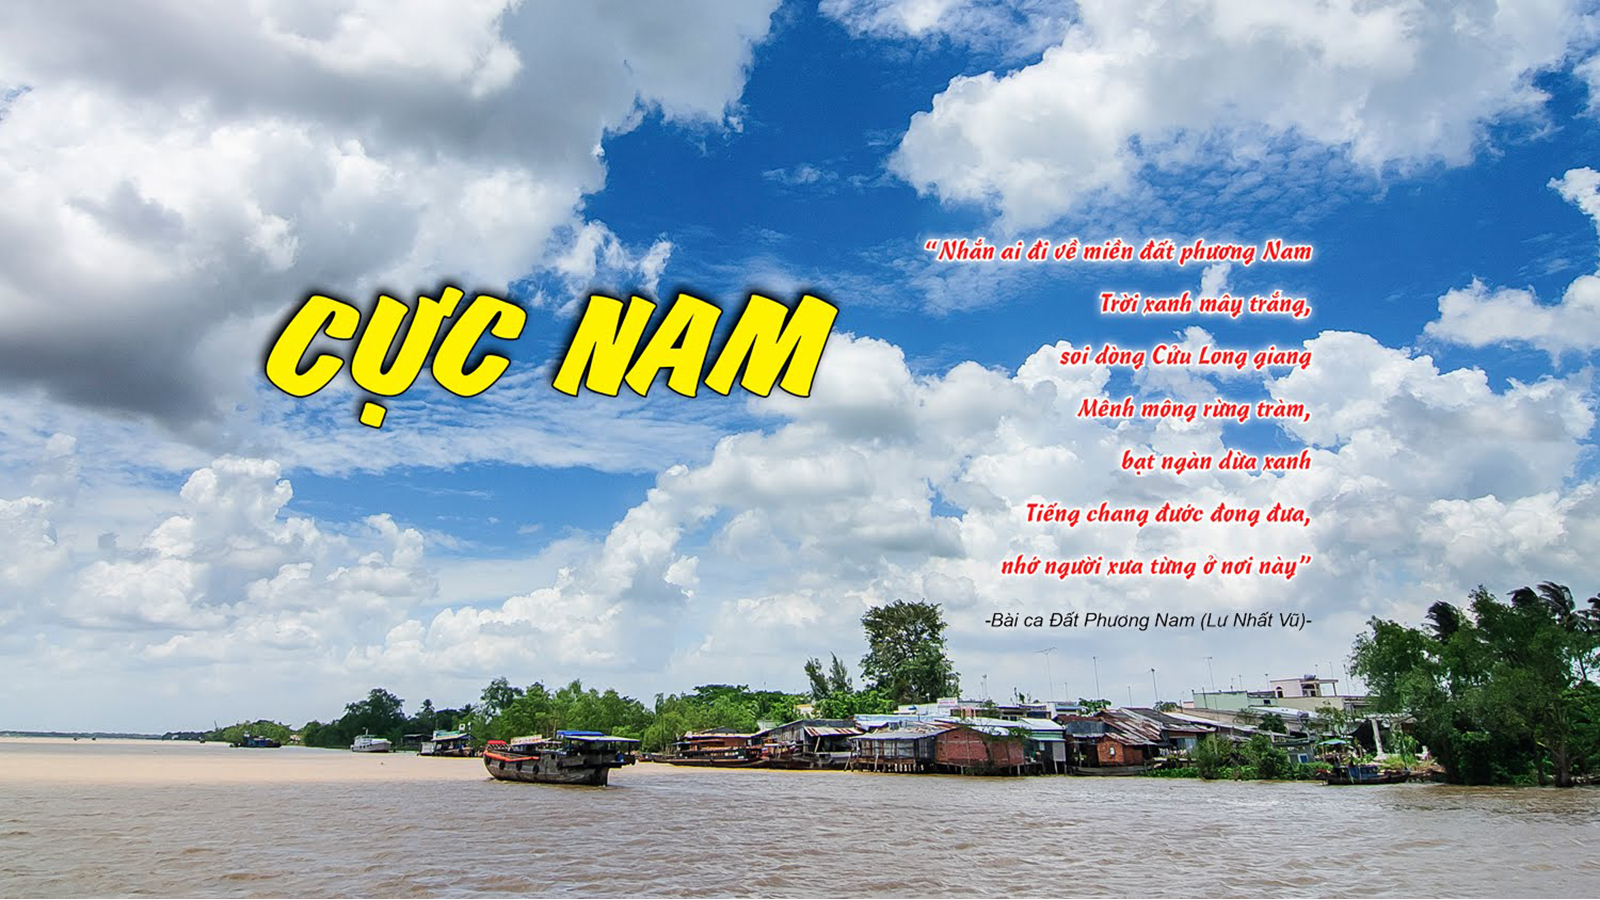 CỰC NAM
“Nhắn ai đi về miền đất phương Nam
Trời xanh mây trắng,
soi dòng Cửu Long giang
Mênh mông rừng tràm,
bạt ngàn dừa xanh
Tiếng chang đước đong đưa,
nhớ người xưa từng ở nơi này”
-Bài ca Đất Phương Nam (Lư Nhất Vũ)-